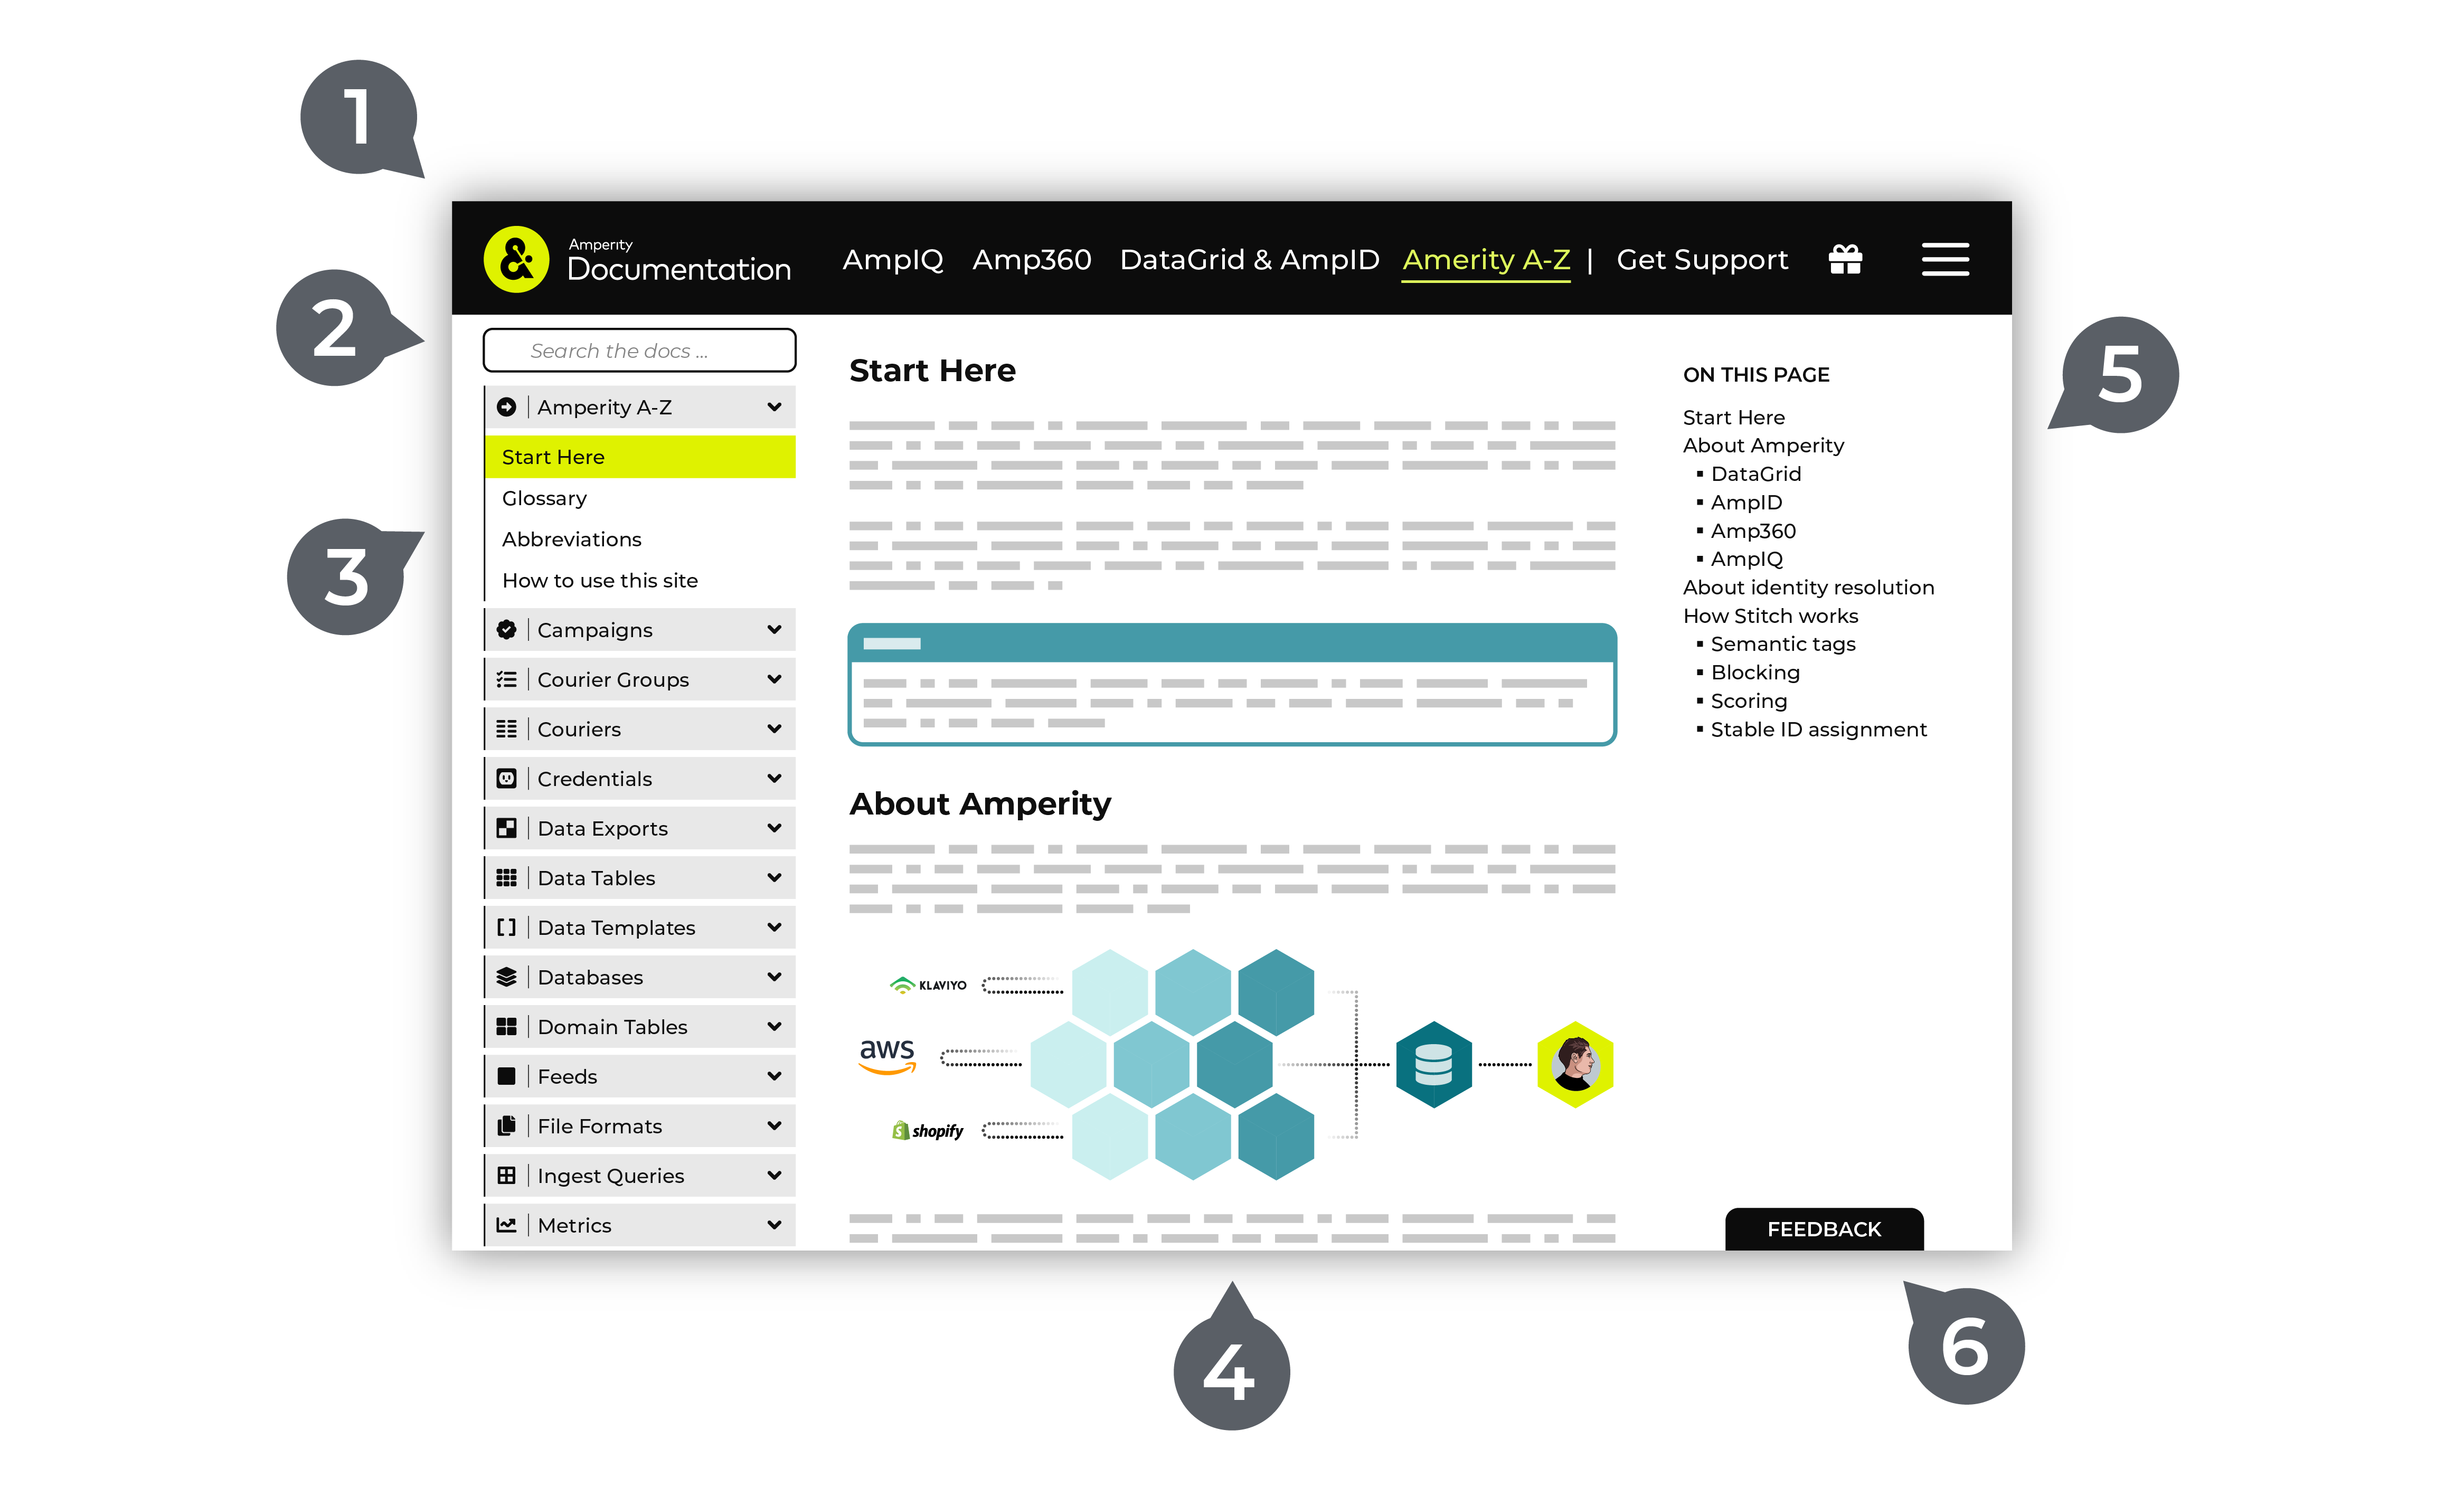 1
2
3
4
5
6
Amperity
Documentation
AmpIQ Amp360 DataGrid & AmpID Amerity A-Z | Get Support
Search the docs ...
Amperity A-Z
Start Here
Glossary
Abbreviations
How to use this site
Campaigns
Courier Groups
Couriers
Credentials
Data Exports
Data Tables
Data Templates
Databases
Domain Tables
Feeds
File Formats
Ingest Queries
Metrics
Start Here
About Amperity
KLAVIYO
aws
shopify
ON THIS PAGE
Start Here
About Amperity
▪ DataGrid
▪ AmpID
▪ Amp360
▪ AmpIQ
About identity resolution
How Stitch works
▪ Semantic tags
▪ Blocking
▪ Scoring
▪ Stable ID assignment
FEEDBACK